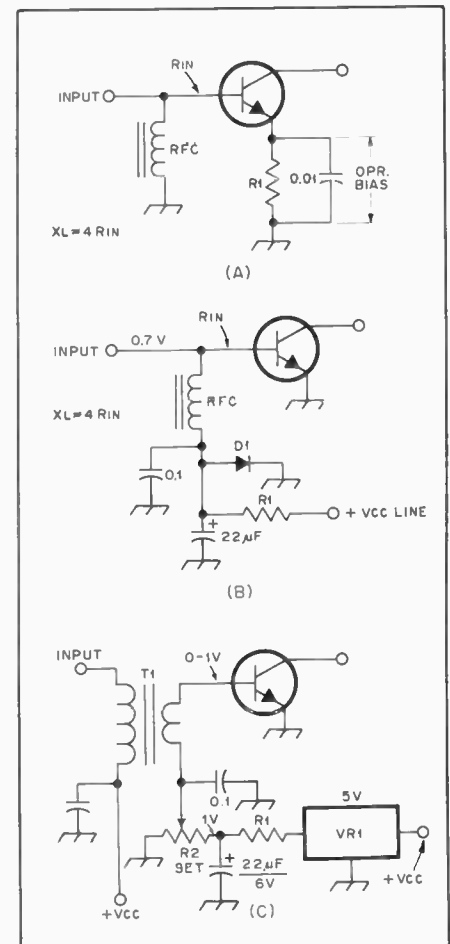 RIN
INPUT
RFC
R1
0.01
OPR.
BIAS
XL=4 RIN
(A)
RIN
INPUT
0.7 V
XL=4 RIN
RFC
0.1
D1
R1
+ VCC LINE
+
22µF
(B)
INPUT
T1
0-1V
0.1
5V
1V
R1
VR1
R2
SET
+
22µF
6V
+VCC
+VCC
(C)